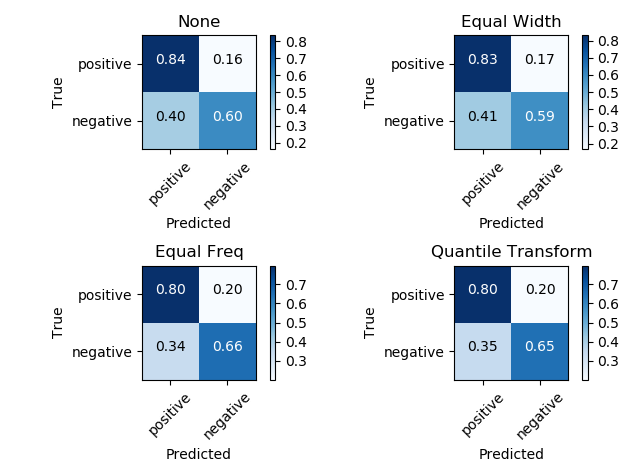 None
positive
negative
True
0.84 0.16
0.40 0.60
positive
negative
Predicted
0.8
0.7
0.6
0.5
0.4
0.3
0.2
Equal Width
positive
negative
True
0.83 0.17
0.41 0.59
positive
negative
Predicted
0.8
0.7
0.6
0.5
0.4
0.3
0.2
Equal Freq
positive
negative
True
0.80 0.20
0.34 0.66
positive
negative
Predicted
0.7
0.6
0.5
0.4
0.3
Quantile Transform
positive
negative
True
0.80 0.20
0.35 0.65
positive
negative
Predicted
0.7
0.6
0.5
0.4
0.3